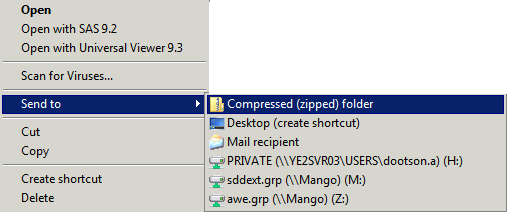 Open
Open with SAS 9.2
Open with Universal Viewer 9.3
Scan for Viruses...
Send to
Cut
Copy
Create shortcut
Delete
Compressed (zipped) folder
Desktop (create shortcut)
Mail recipient
PRIVATE (\\YE2SVR03\USERS\dootson.a) (H:)
sddext.grp (\\Mango) (M:)
awe.grp (\\Mango) (Z:)